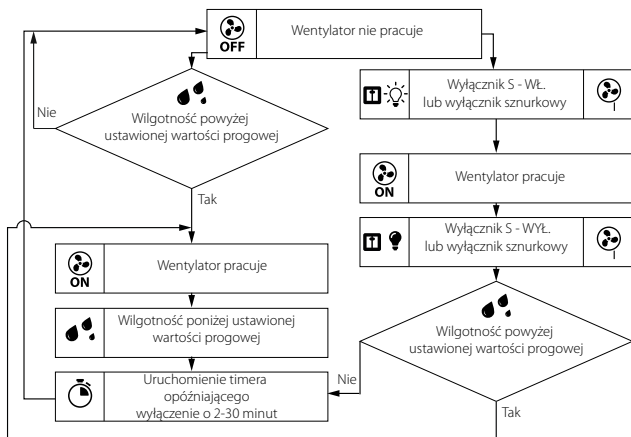 OFF
Wentylator nie pracuje
Nie
Wilgotność powyżej
ustawionej wartości progowej
Tak
Wyłącznik S - WŁ.
lub wyłącznik sznurkowy
ON
Wentylator pracuje
Wyłącznik S - WYŁ.
lub wyłącznik sznurkowy
ON
Wentylator pracuje
Wilgotność poniżej ustawionej
wartości progowej
Uruchomienie timera
opóźniającego
wyłączenie o 2-30 minut
Wilgotność powyżej
ustawionej wartości progowej
Nie
Tak